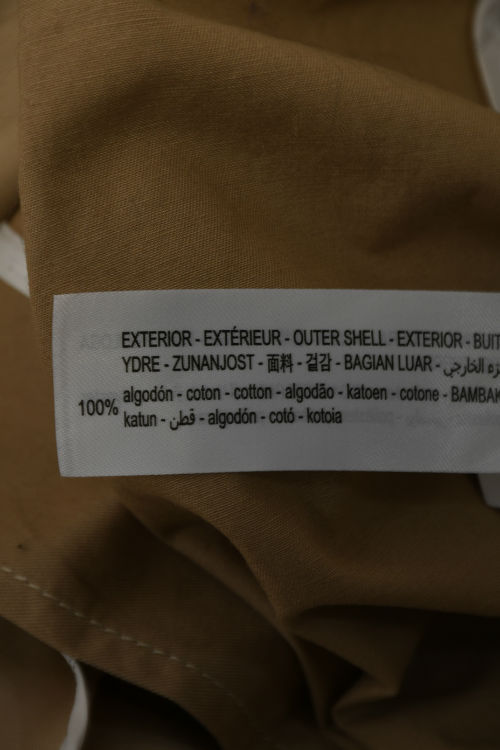 EXTERIOR - EXTÉRIEUR - OUTER SHELL - EXTERIOR - BUIT
YDRE - ZUNANJOST - 面料 - 겉감 - BAGIAN LUAR - الخارجي
100% algodón - coton - cotton - algodão - katoen - cotone - BAMBAK
katun - قطن - algodón - cotó - kotoia